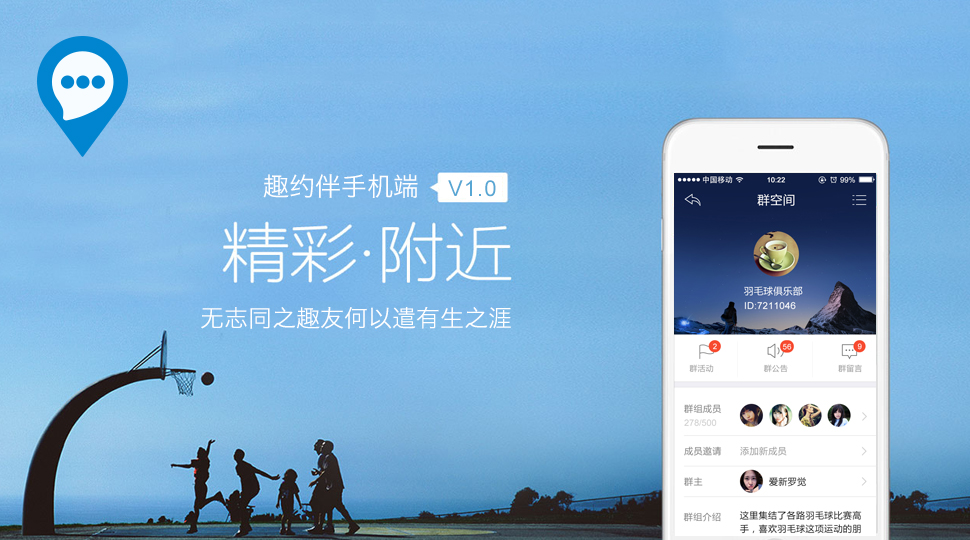 趣约伴手机端 V1.0
精彩·附近
无志同之趣友何以遣有生之涯
中国移动 10:22 99%
群空间
羽毛球俱乐部
ID:7211046
2 56 9
群活动 群公告 群留言
群组成员
278/500
成员邀请 添加新成员
群主 爱新罗觉
群组介绍 这里集结了各路羽毛球比赛高
手，喜欢羽毛球这项运动的朋